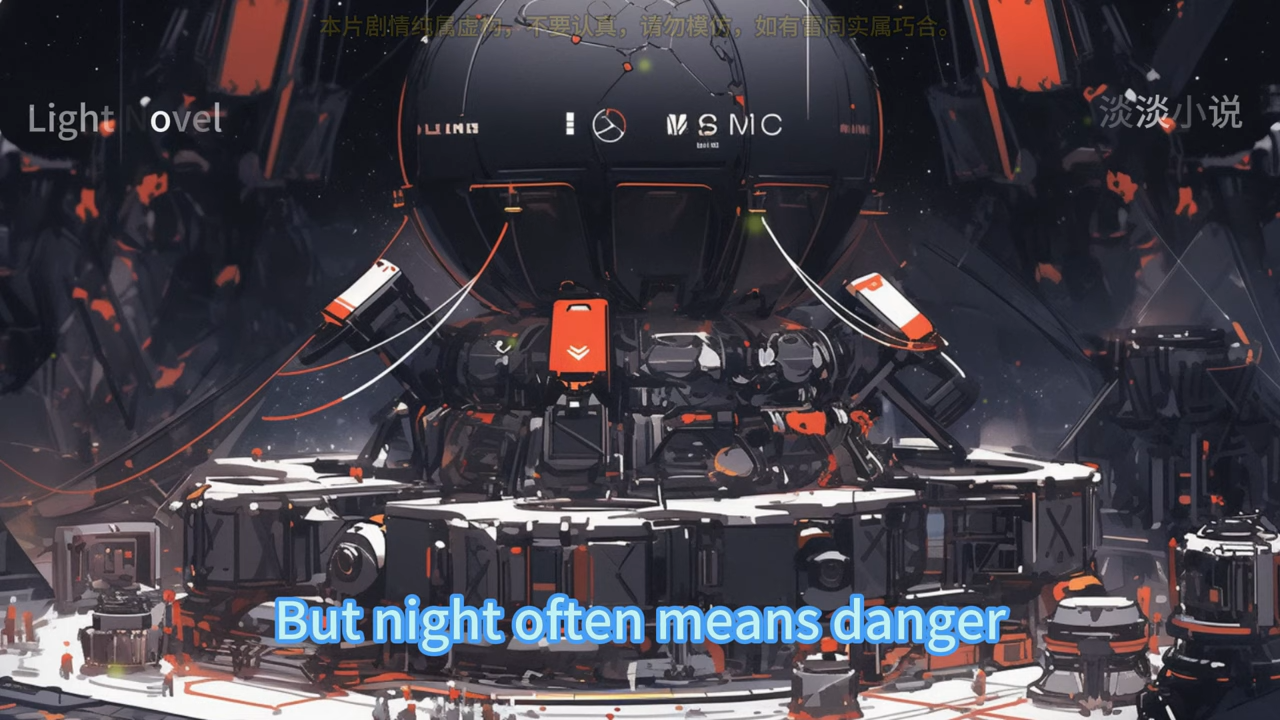 本片剧情纯属虚构，不要认真，请勿模仿，如有雷同实属巧合。
Light Novel
淡淡小说
SMC
But night often means danger